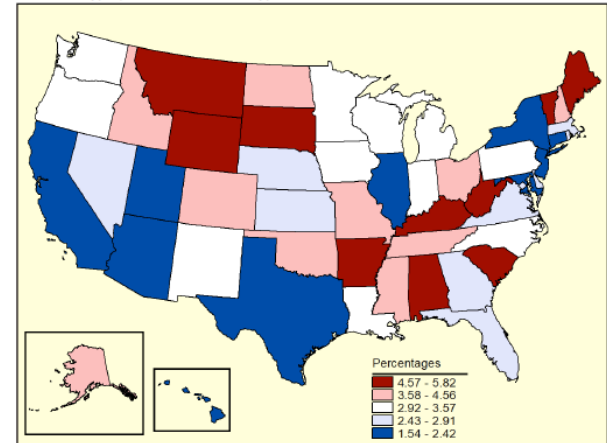 Percentages
4.57 - 5.82
3.58 - 4.56
2.92 - 3.57
2.43 - 2.91
1.54 - 2.42